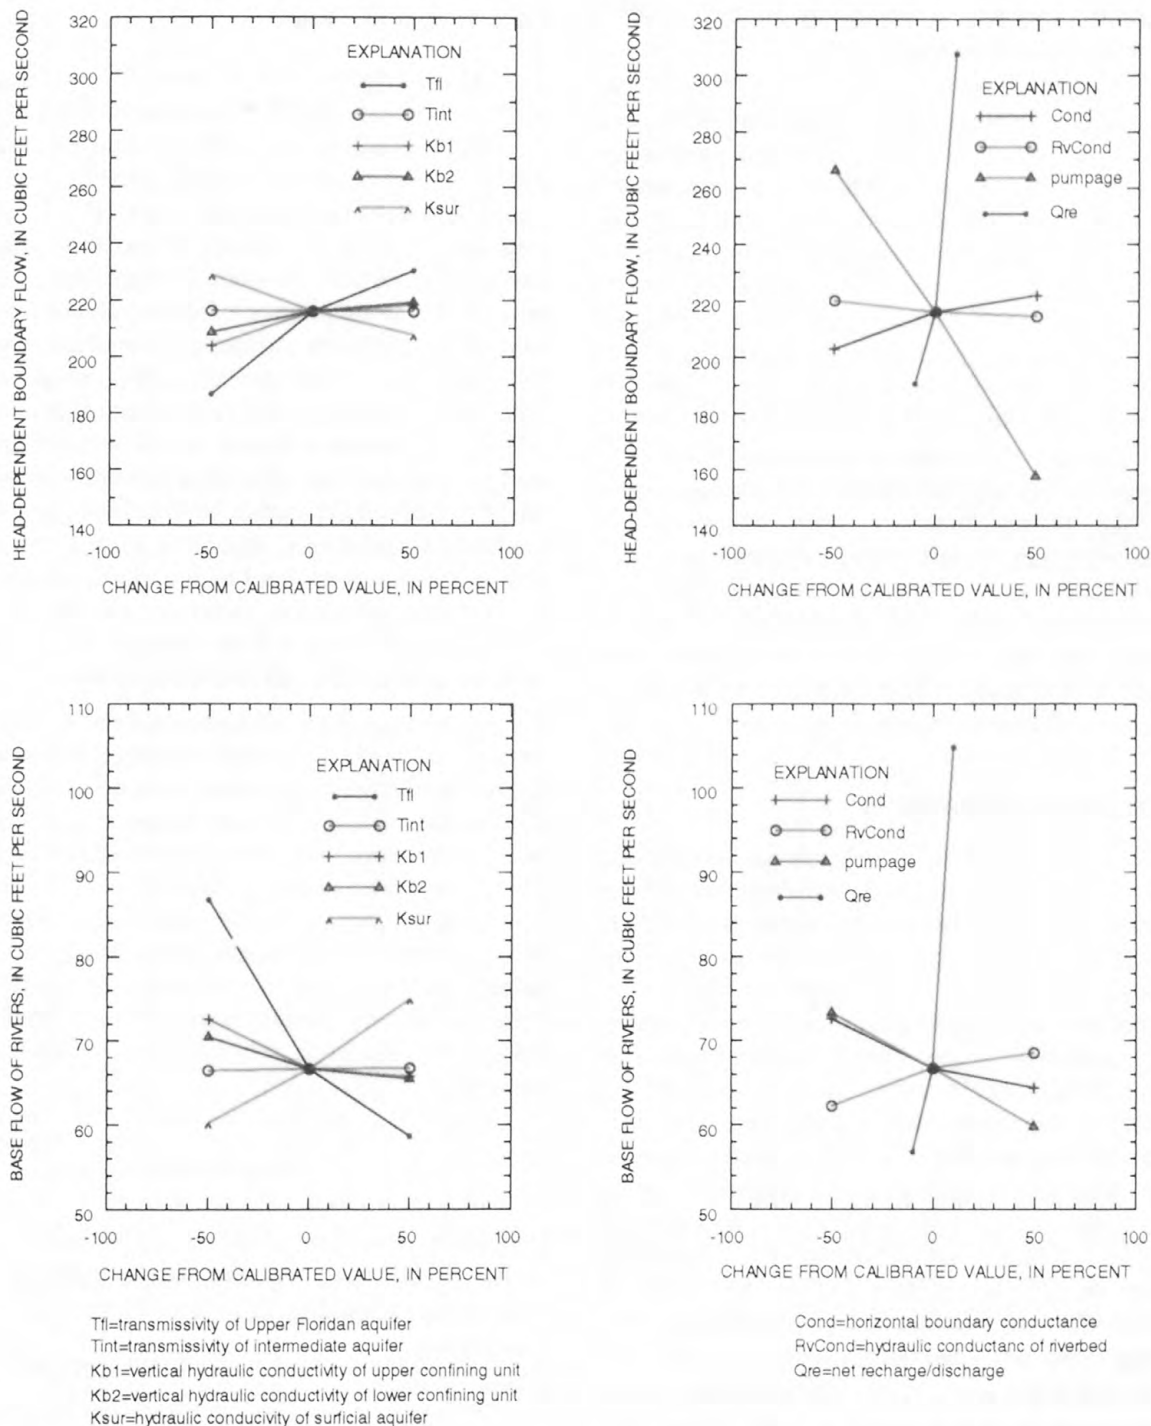 HEAD-DEPENDENT BOUNDARY FLOW, IN CUBIC FEET PER SECOND
320
300
280
260
240
220
200
180
160
140
EXPLANATION
Tfl
Tint
Kb1
Kb2
Ksur
-100
-50
0
50
100
CHANGE FROM CALIBRATED VALUE, IN PERCENT
HEAD-DEPENDENT BOUNDARY FLOW, IN CUBIC FEET PER SECOND
320
300
280
260
240
220
200
180
160
140
EXPLANATION
Cond
RvCond
pumpage
Qre
-100
-50
0
50
100
CHANGE FROM CALIBRATED VALUE, IN PERCENT
BASE FLOW OF RIVERS, IN CUBIC FEET PER SECOND
110
100
90
80
70
60
50
EXPLANATION
Tfl
Tint
Kb1
Kb2
Ksur
-100
-50
0
50
100
CHANGE FROM CALIBRATED VALUE, IN PERCENT
BASE FLOW OF RIVERS, IN CUBIC FEET PER SECOND
110
100
90
80
70
60
50
EXPLANATION
Cond
RvCond
pumpage
Qre
-100
-50
0
50
100
CHANGE FROM CALIBRATED VALUE, IN PERCENT
Tfl=transmissivity of Upper Floridan aquifer
Tint=transmissivity of intermediate aquifer
Kb1=vertical hydraulic conductivity of upper confining unit
Kb2=vertical hydraulic conductivity of lower confining unit
Ksur=hydraulic conducivity of surficial aquifer
Cond=horizontal boundary conductance
RvCond=hydraulic conductanc of riverbed
Qre=net recharge/discharge